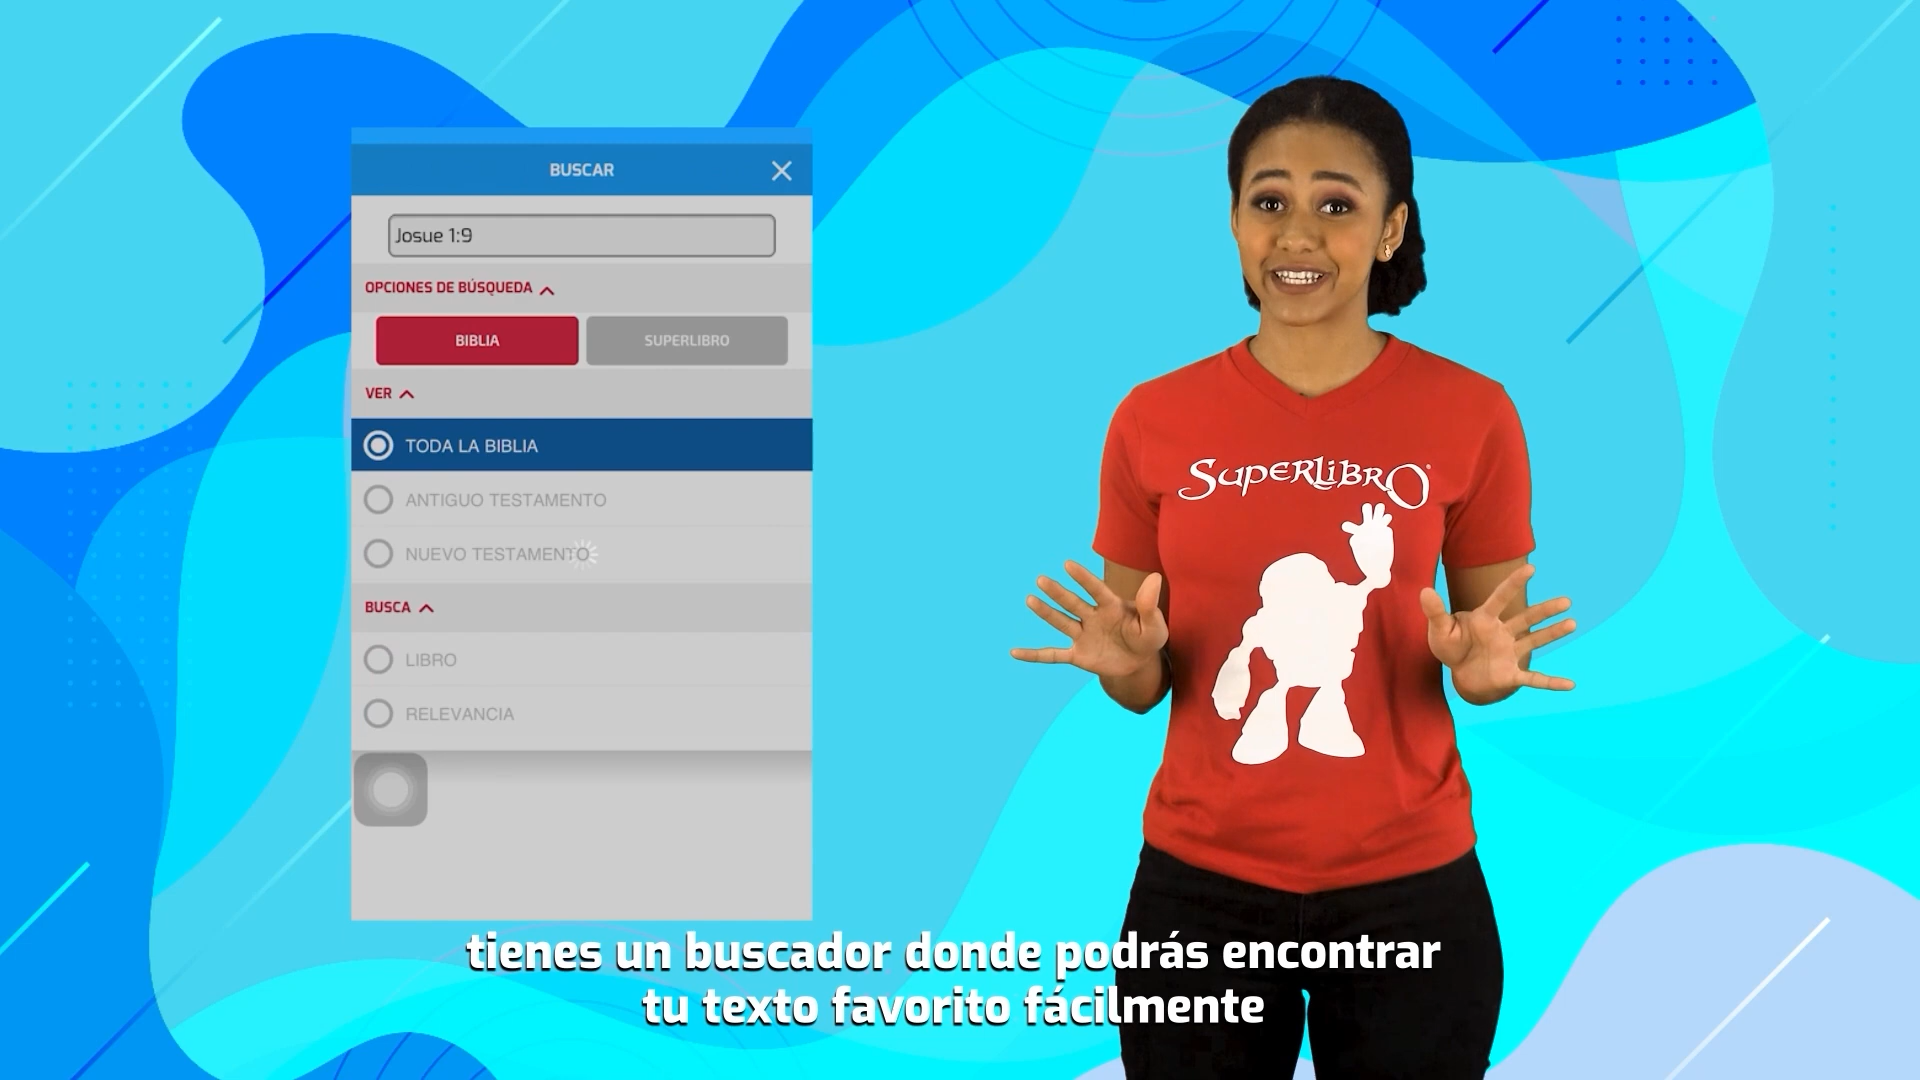 BUSCAR
Josue 1:9
OPCIONES DE BÚSQUEDA
BIBLIA
SUPERLIBRO
VER
TODA LA BIBLIA
ANTIGUO TESTAMENTO
NUEVO TESTAMENTO
BUSCA
LIBRO
RELEVANCIA
SUPERLIBRO
tienes un buscador donde podrás encontrar
tu texto favorito fácilmente